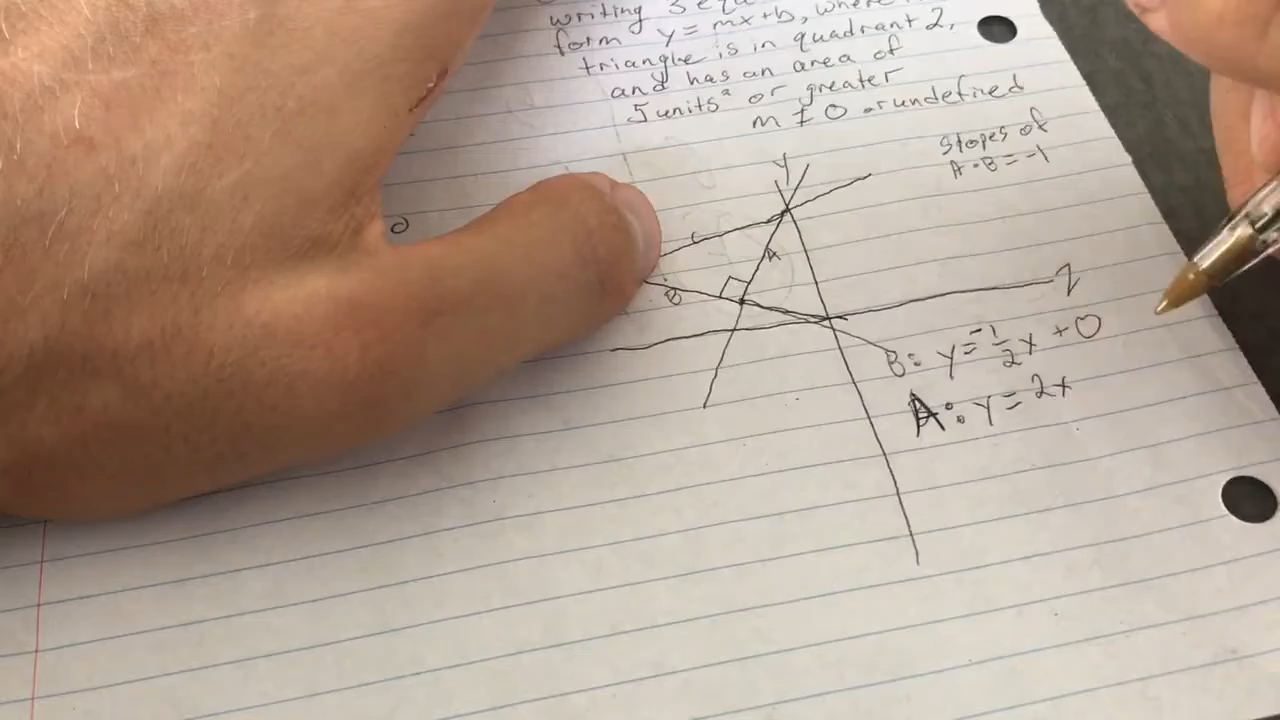 writing 3
form y = mx+b, where
triangle is in quadrant 2,
and has an area of
5 units² or greater
m ≠ 0 or undefined
slopes of
A·B = -1
y
C
A
B
B: y = -1/2 x + 0
A: y = 2x